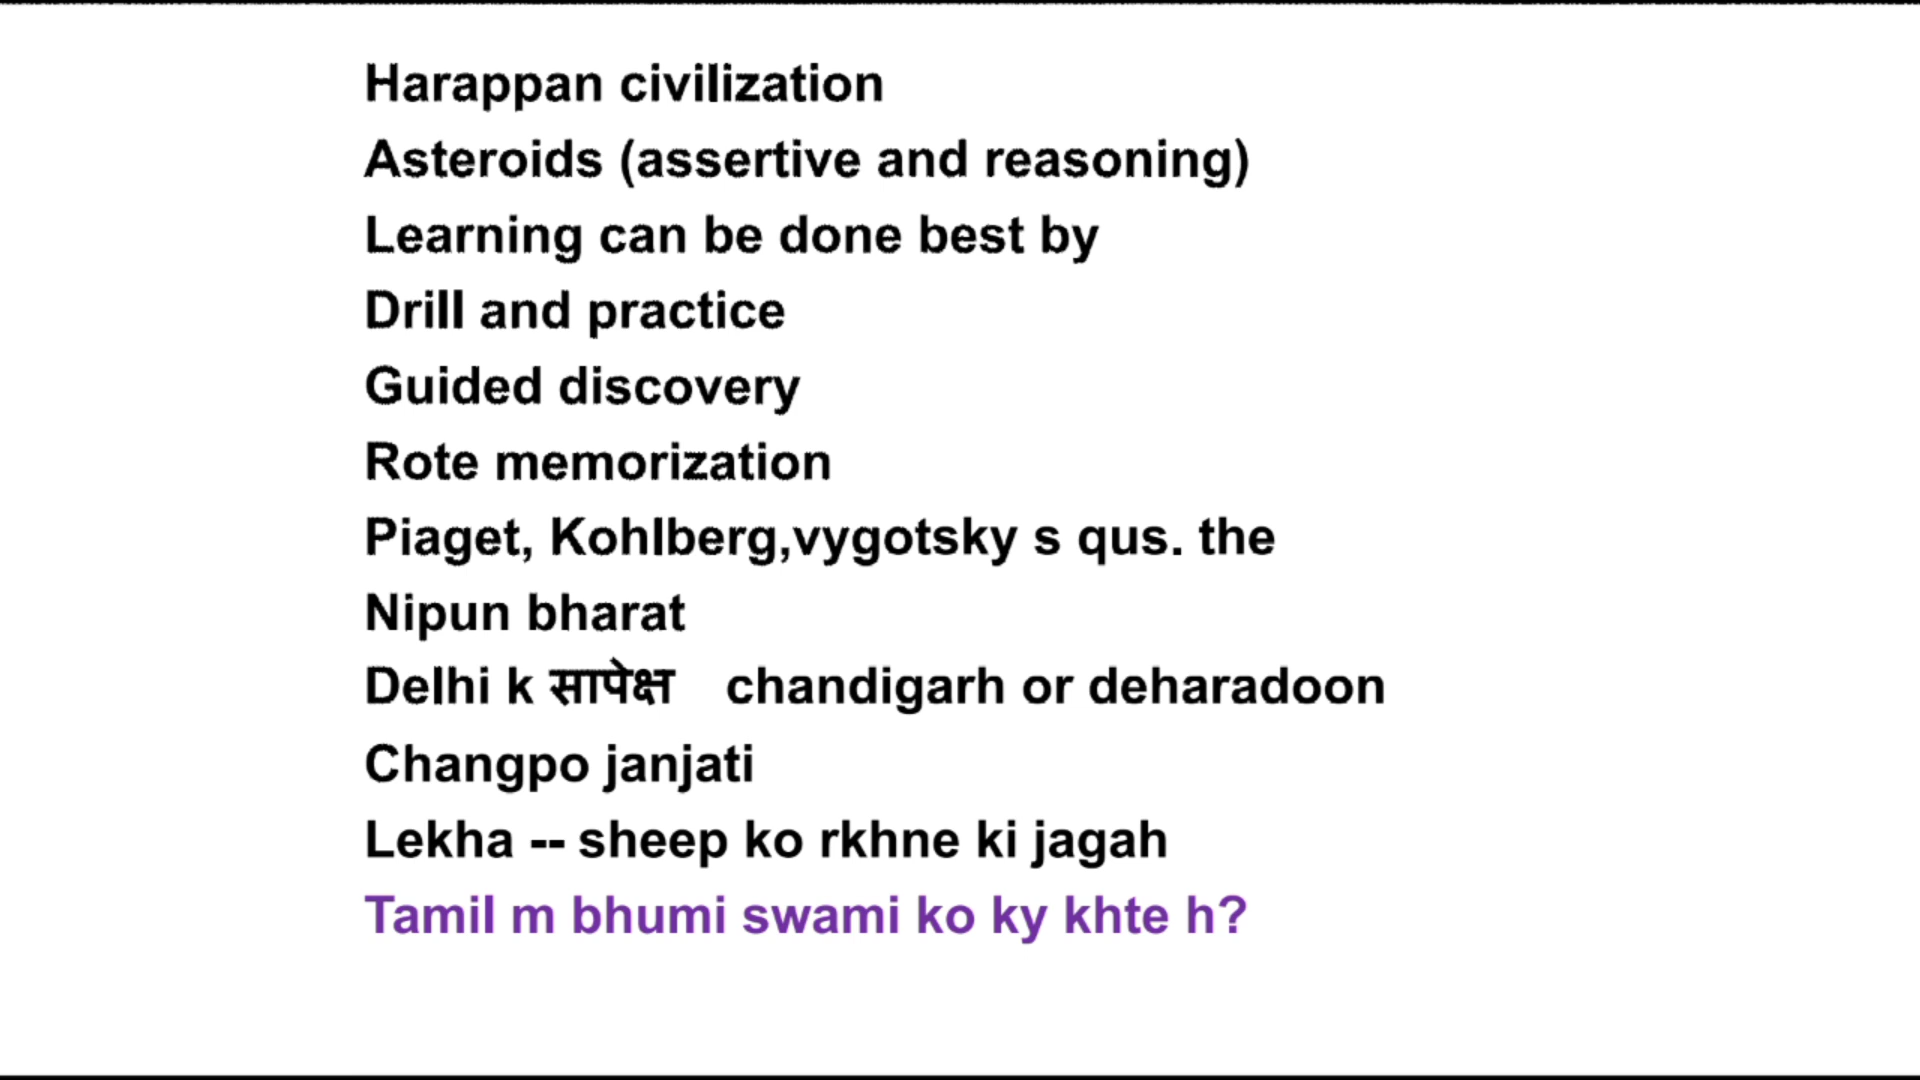 Harappan civilization
Asteroids (assertive and reasoning)
Learning can be done best by
Drill and practice
Guided discovery
Rote memorization
Piaget, Kohlberg,vygotsky s qus. the
Nipun bharat
Delhi k सापेक्ष chandigarh or deharadoon
Changpo janjati
Lekha -- sheep ko rkhne ki jagah
Tamil m bhumi swami ko ky khte h?